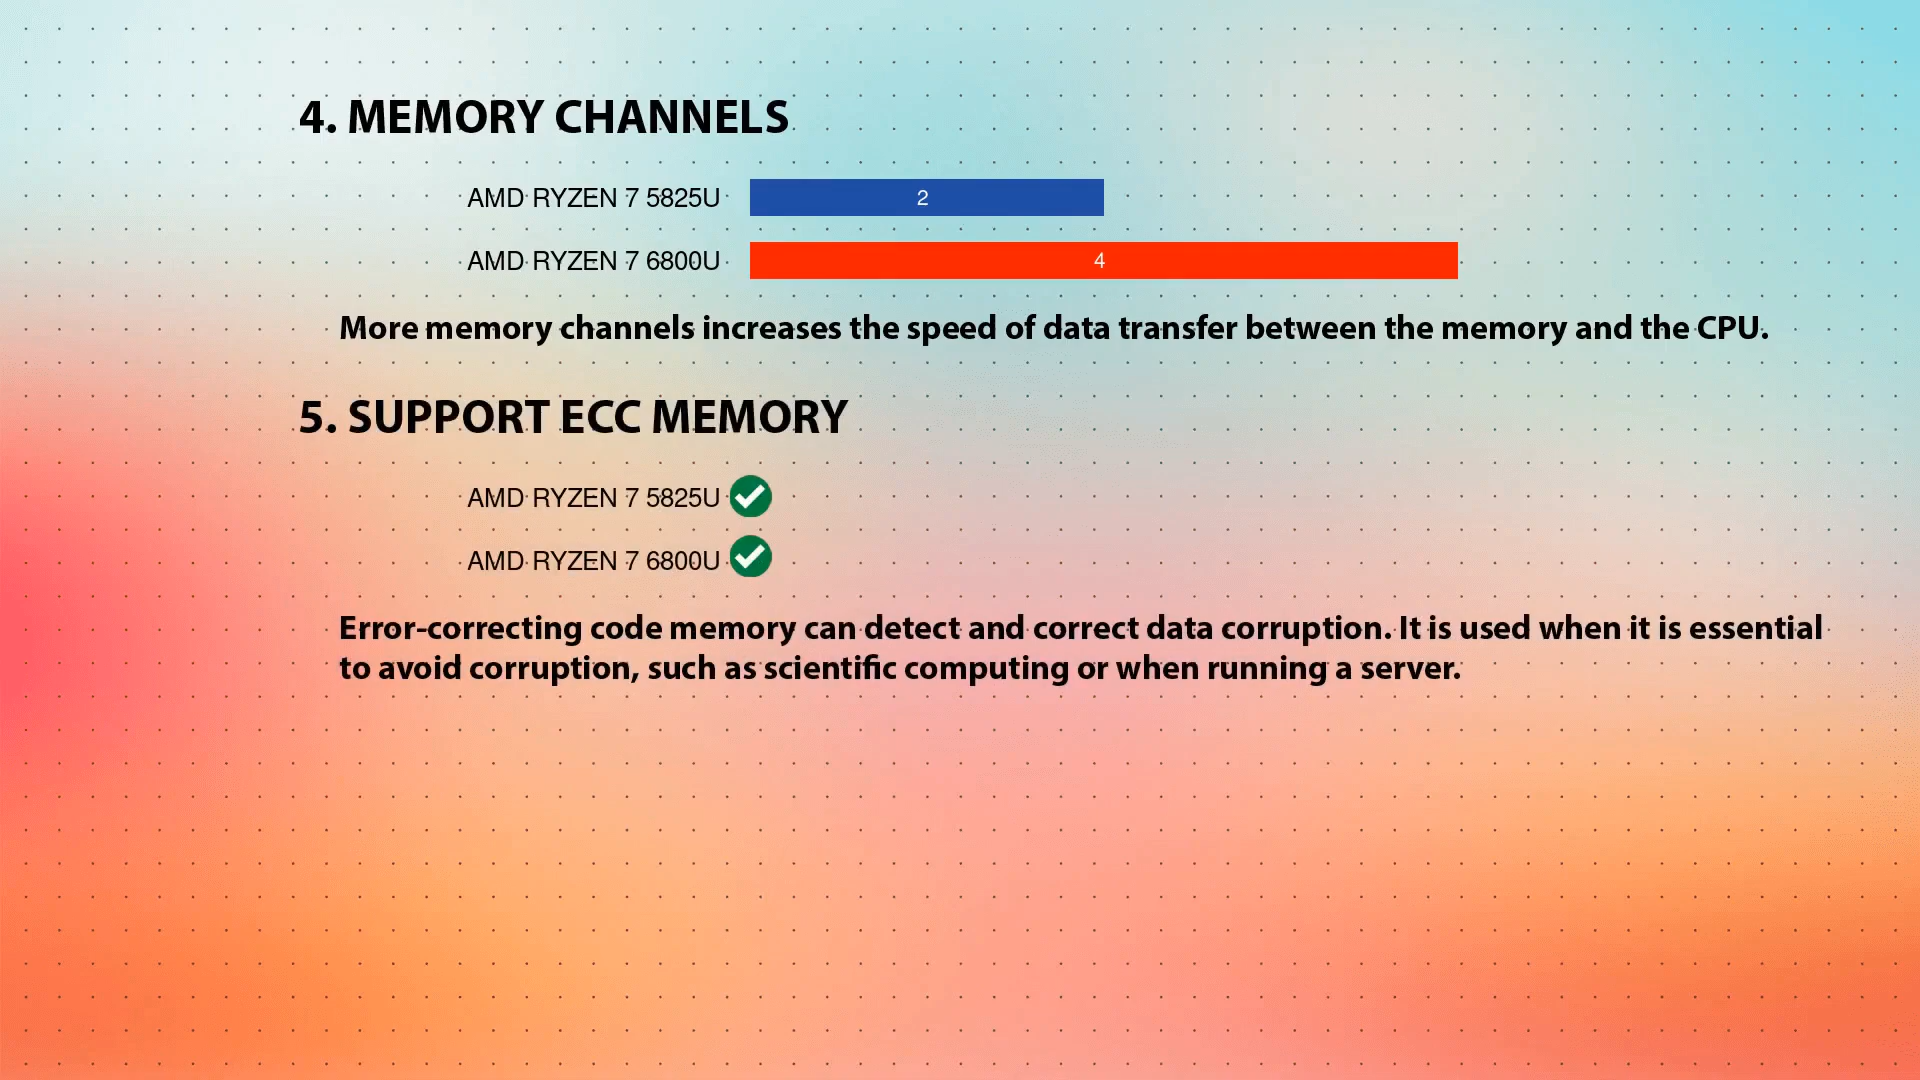 4. MEMORY CHANNELS
AMD RYZEN 7 5825U
2
AMD RYZEN 7 6800U
4
More memory channels increases the speed of data transfer between the memory and the CPU.
5. SUPPORT ECC MEMORY
AMD RYZEN 7 5825U
AMD RYZEN 7 6800U
Error-correcting code memory can detect and correct data corruption. It is used when it is essential
to avoid corruption, such as scientific computing or when running a server.